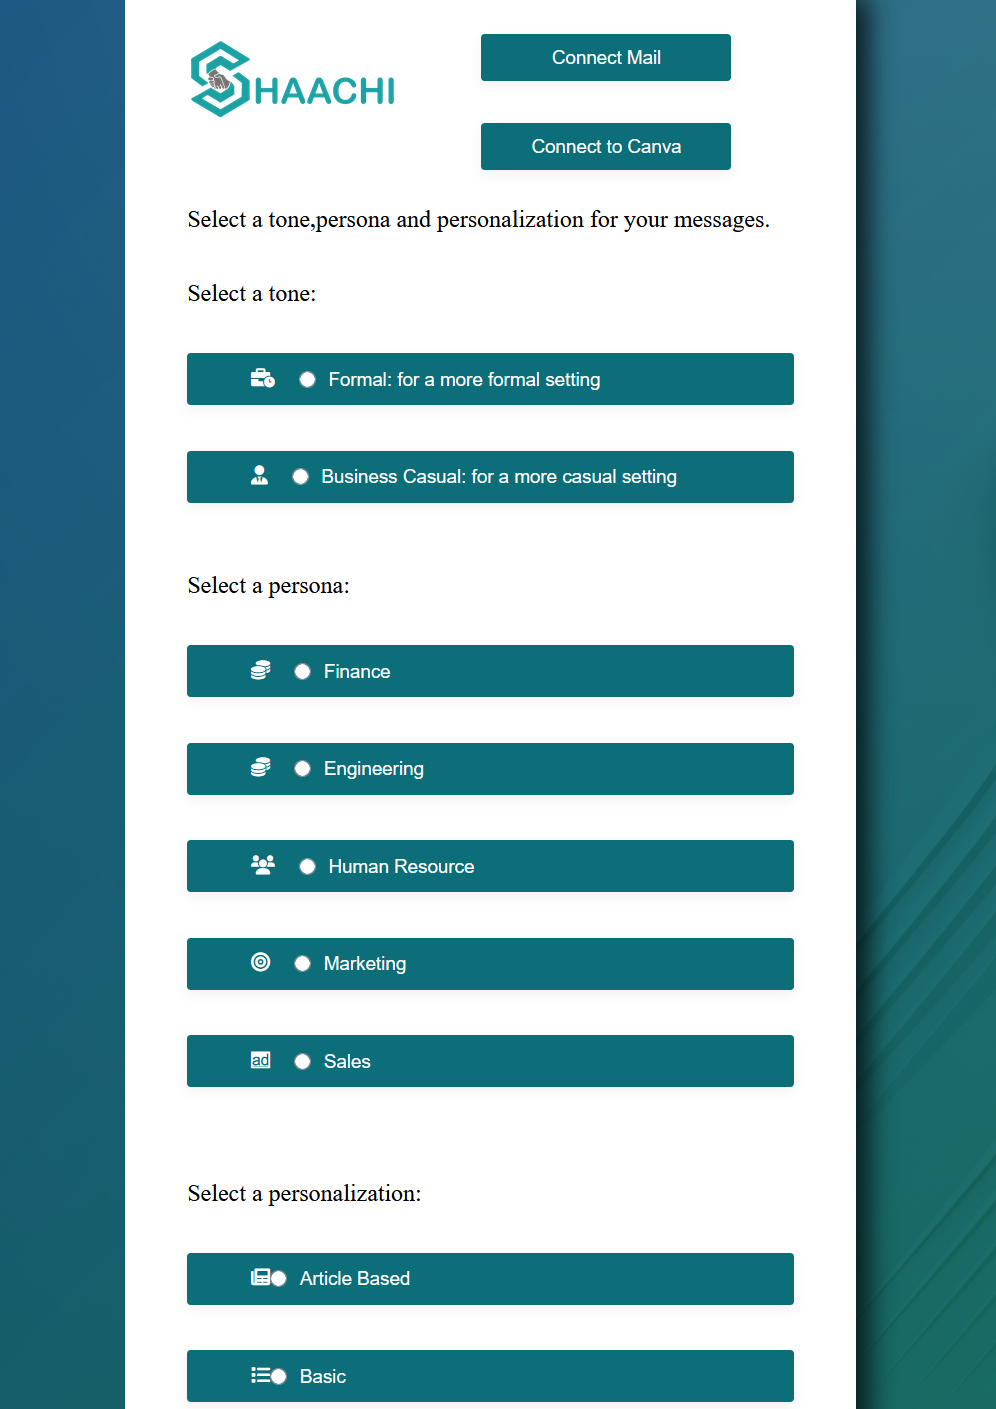 SHAACHI
Connect Mail
Connect to Canva
Select a tone,persona and personalization for your messages.
Select a tone:
Formal: for a more formal setting
Business Casual: for a more casual setting
Select a persona:
Finance
Engineering
Human Resource
Marketing
ad Sales
Select a personalization:
Article Based
Basic